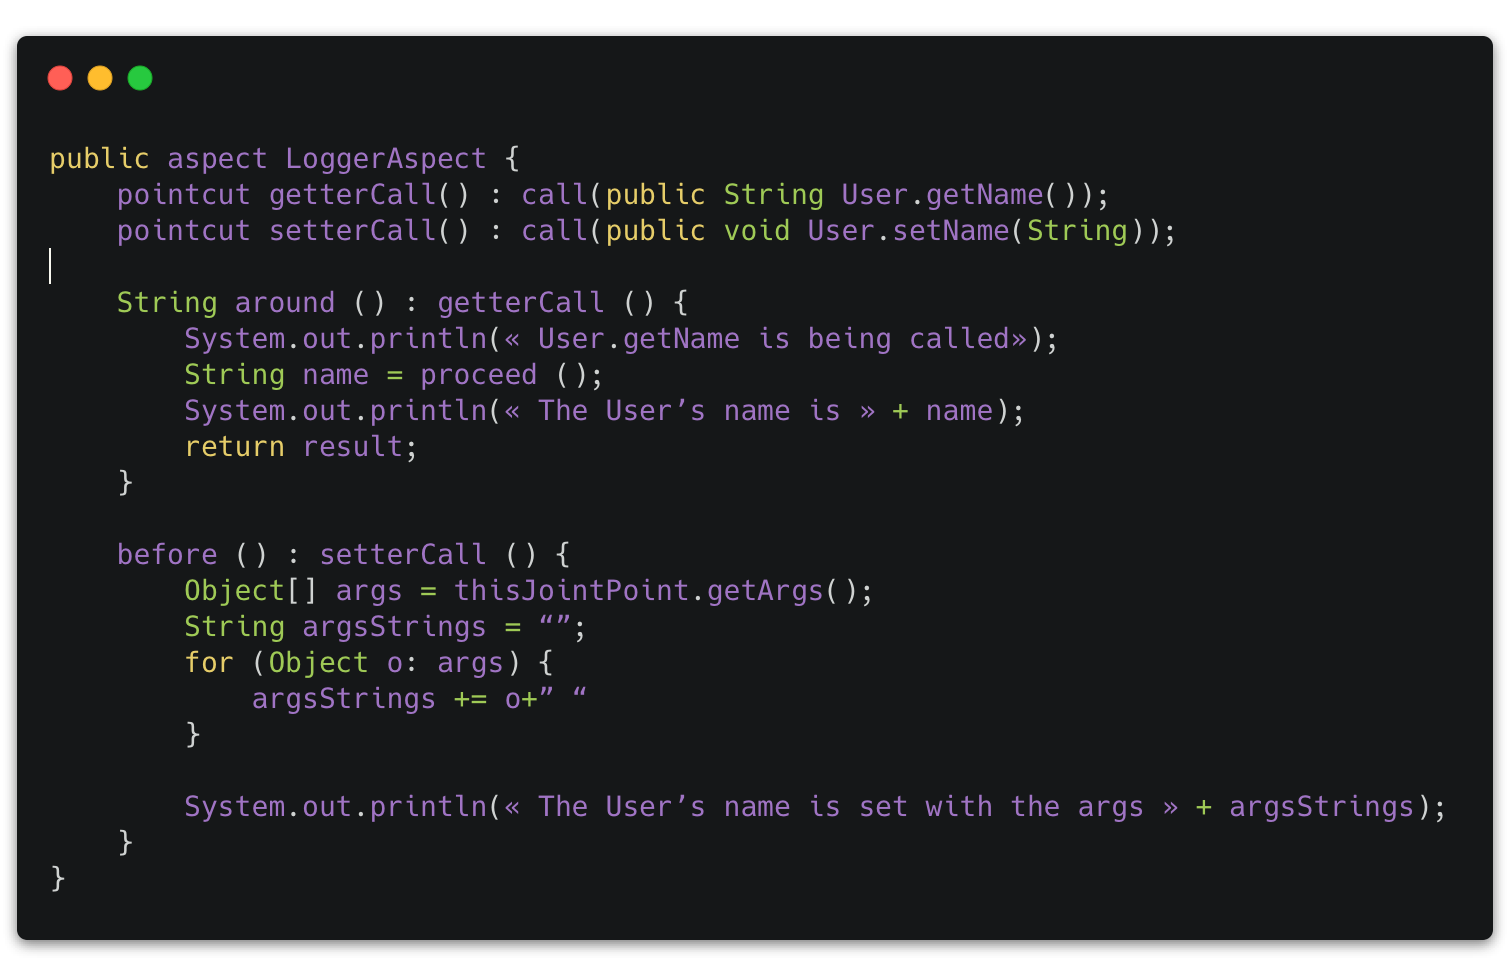 public aspect LoggerAspect {
    pointcut getterCall() : call(public String User.getName());
    pointcut setterCall() : call(public void User.setName(String));

    String around () : getterCall () {
        System.out.println(« User.getName is being called»);
        String name = proceed ();
        System.out.println(« The User’s name is » + name);
        return result;
    }

    before () : setterCall () {
        Object[] args = thisJointPoint.getArgs();
        String argsStrings = “”;
        for (Object o: args) {
            argsStrings += o+” “
        }

        System.out.println(« The User’s name is set with the args » + argsStrings);
    }
}